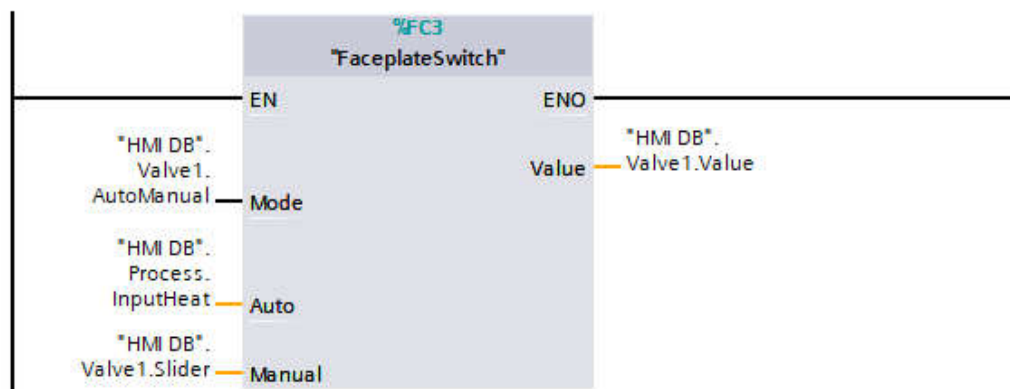 %FC3
"FaceplateSwitch"
EN
ENO
"HMI DB".
Valve1.
AutoManual
Mode
"HMI DB".
Valve1.Value
Value
"HMI DB".
Process.
InputHeat
Auto
"HMI DB".
Valve1.Slider
Manual